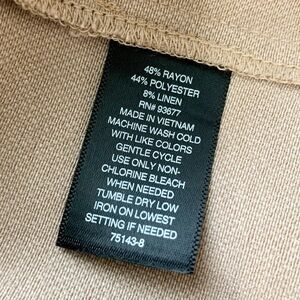 48% RAYON
44% POLYESTER
8% LINEN
RN# 93677
MADE IN VIETNAM
MACHINE WASH COLD
WITH LIKE COLORS
GENTLE CYCLE
USE ONLY NON-
CHLORINE BLEACH
WHEN NEEDED
TUMBLE DRY LOW
IRON ON LOWEST
SETTING IF NEEDED
75143-8